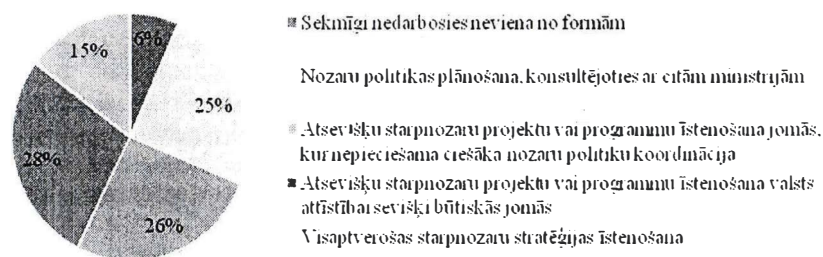 6%
25%
26%
28%
15%
Sekmīgi nedarbosies neviena no formām
Nozaru politikas plānošana, konsultējoties ar citām ministrijām
Atsevišķu starpnozaru projektu vai programmu īstenošana jomās,
kur nepieciešama ciešāka nozaru politiku koordinācija
Atsevišķu starpnozaru projektu vai programmu īstenošana valsts
attīstībai sevišķi būtiskās jomās
Visaptverošas starpnozaru stratēģijas īstenošana